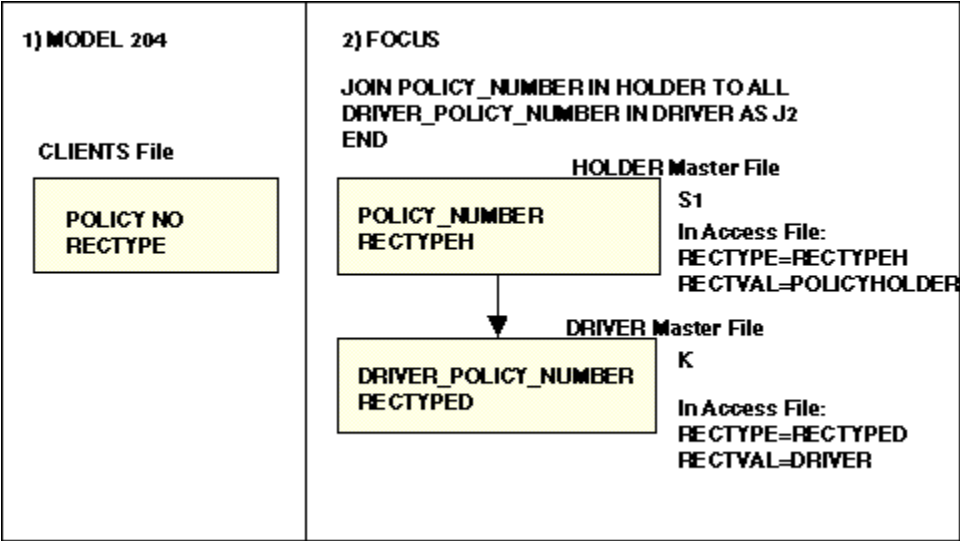 1) MODEL 204
CLIENTS File
POLICY NO
RECTYPE
2) FOCUS
JOIN POLICY_NUMBER IN HOLDER TO ALL
DRIVER_POLICY_NUMBER IN DRIVER AS J2
END
HOLDER Master File
POLICY_NUMBER
RECTYPEH
S1
In Access File:
RECTYPE=RECTYPEH
RECTVAL=POLICYHOLDER
DRIVER Master File
DRIVER_POLICY_NUMBER
RECTYPED
K
In Access File:
RECTYPE=RECTYPED
RECTVAL=DRIVER